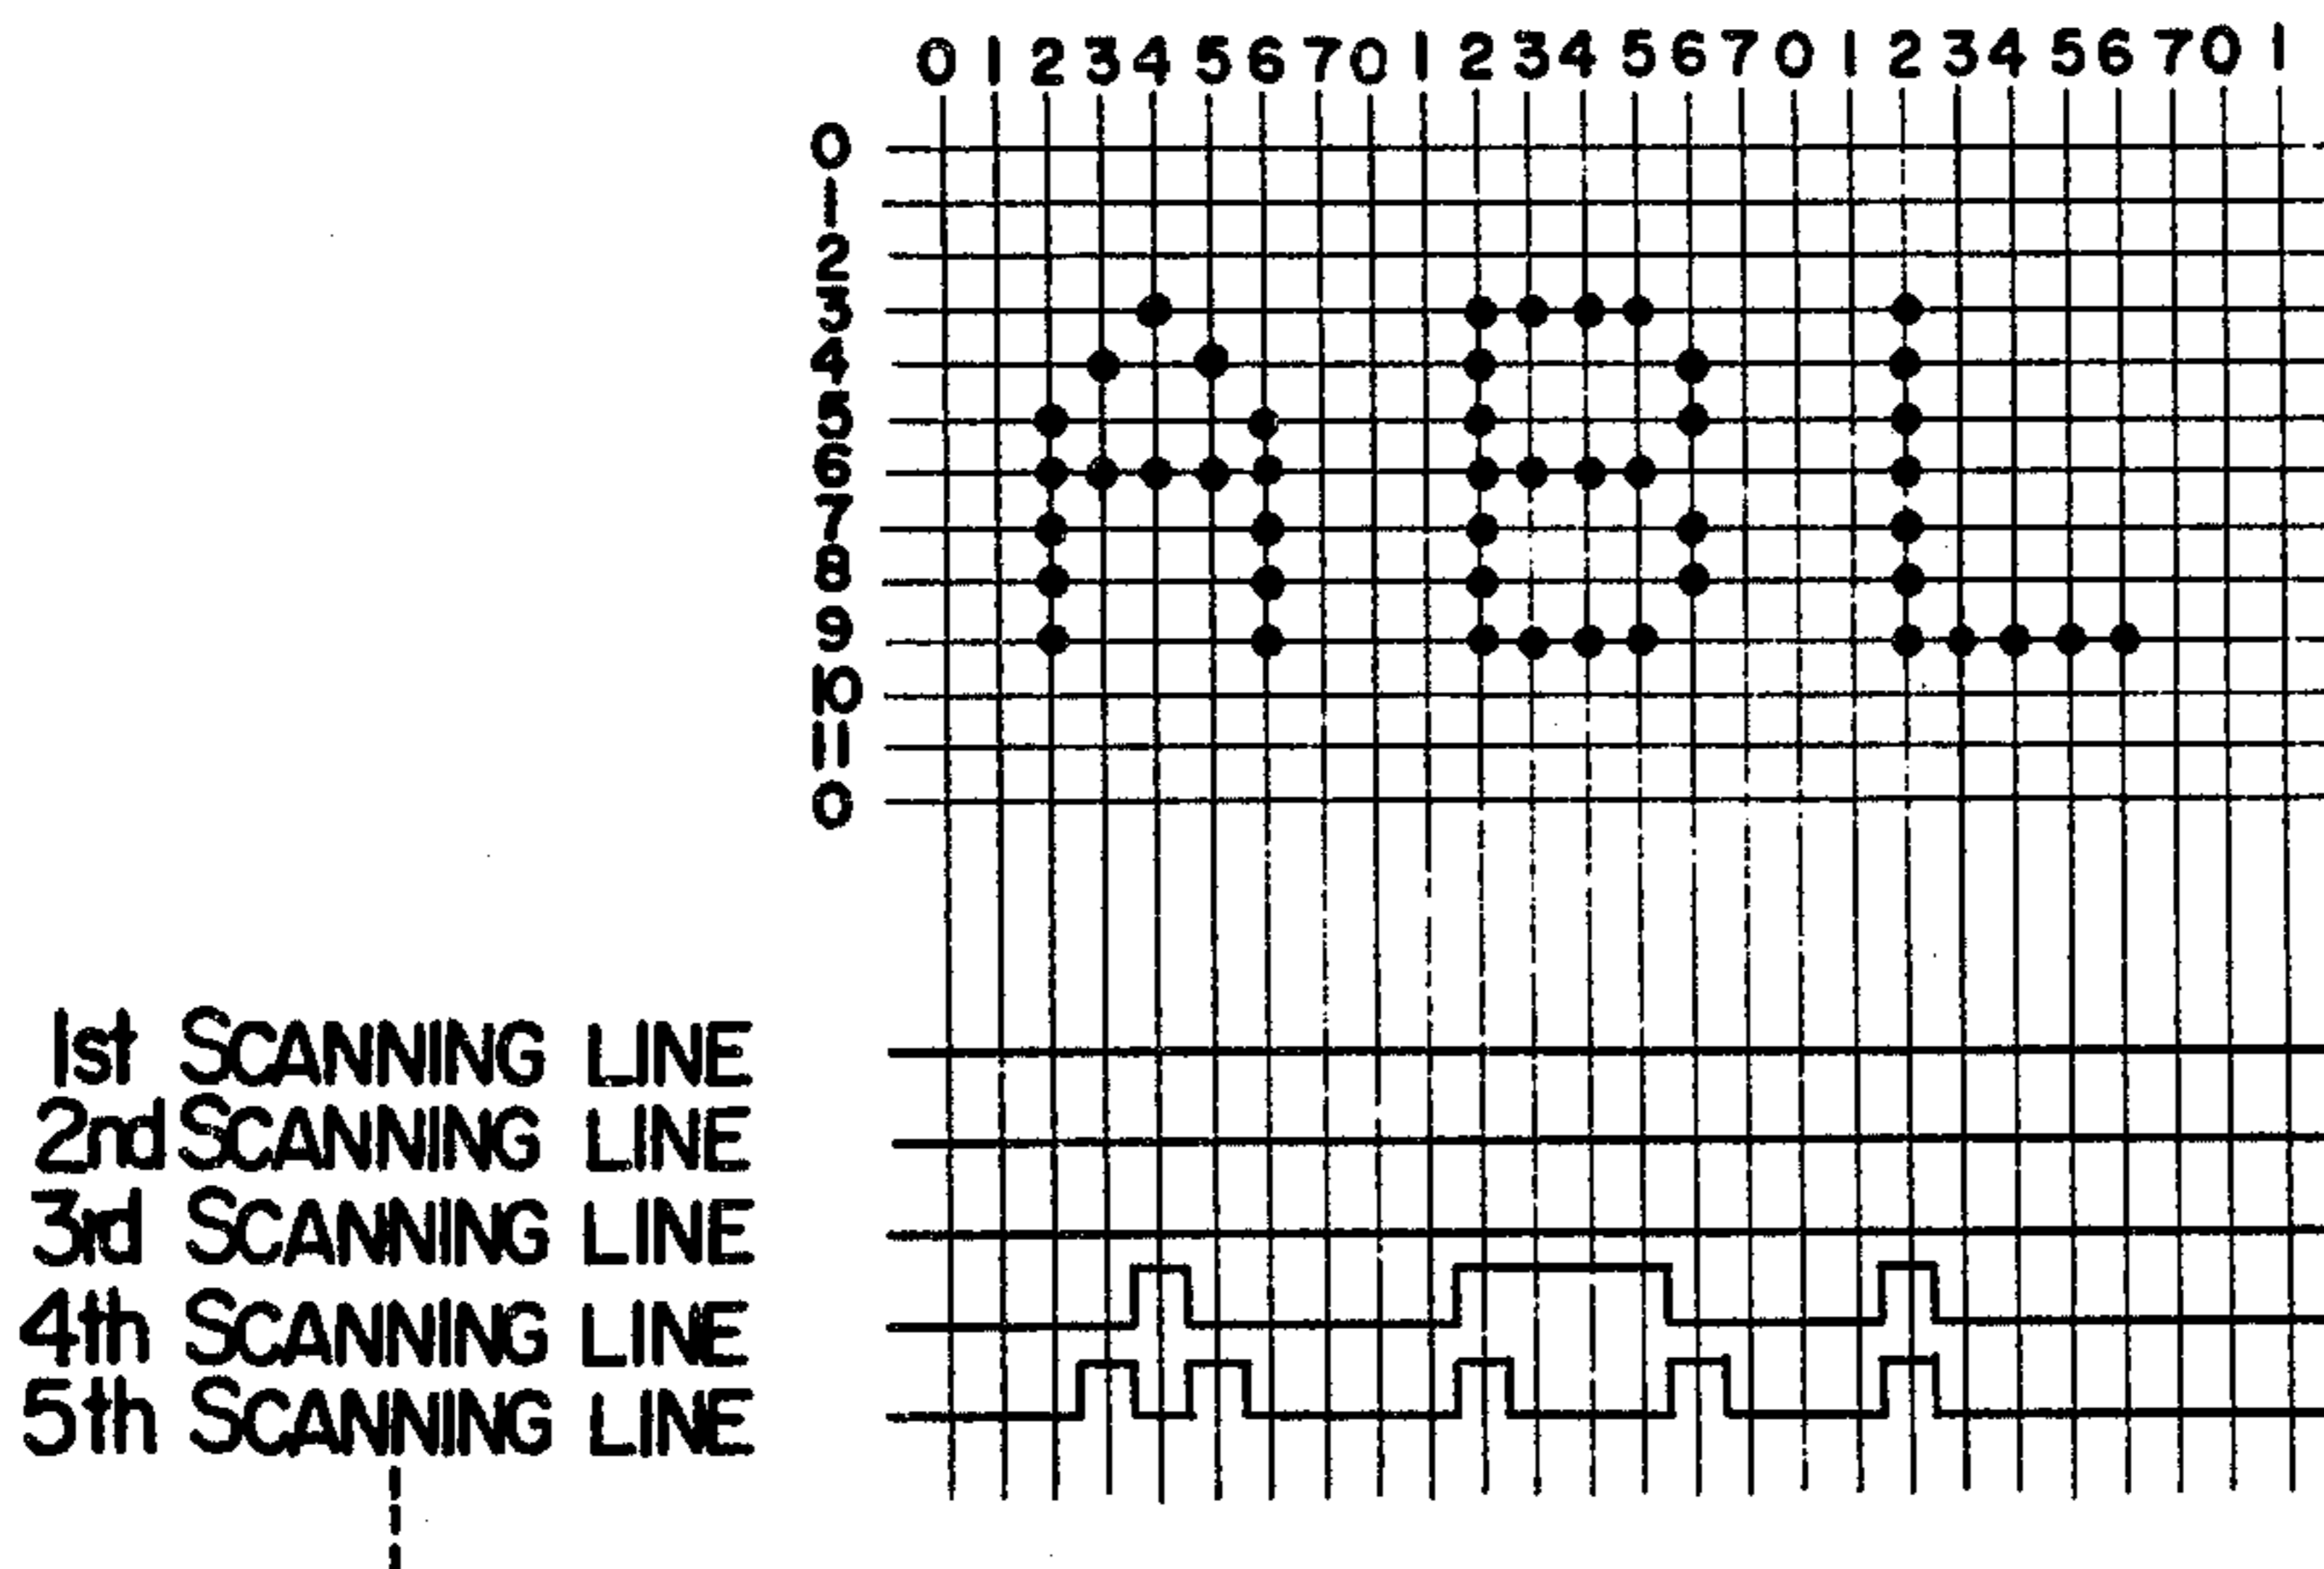 0 1 2 3 4 5 6 7 0 1 2 3 4 5 6 7 0 1 2 3 4 5 6 7 0 1
0
1
2
3
4
5
6
7
8
9
10
11
0
1st SCANNING LINE
2nd SCANNING LINE
3rd SCANNING LINE
4th SCANNING LINE
5th SCANNING LINE